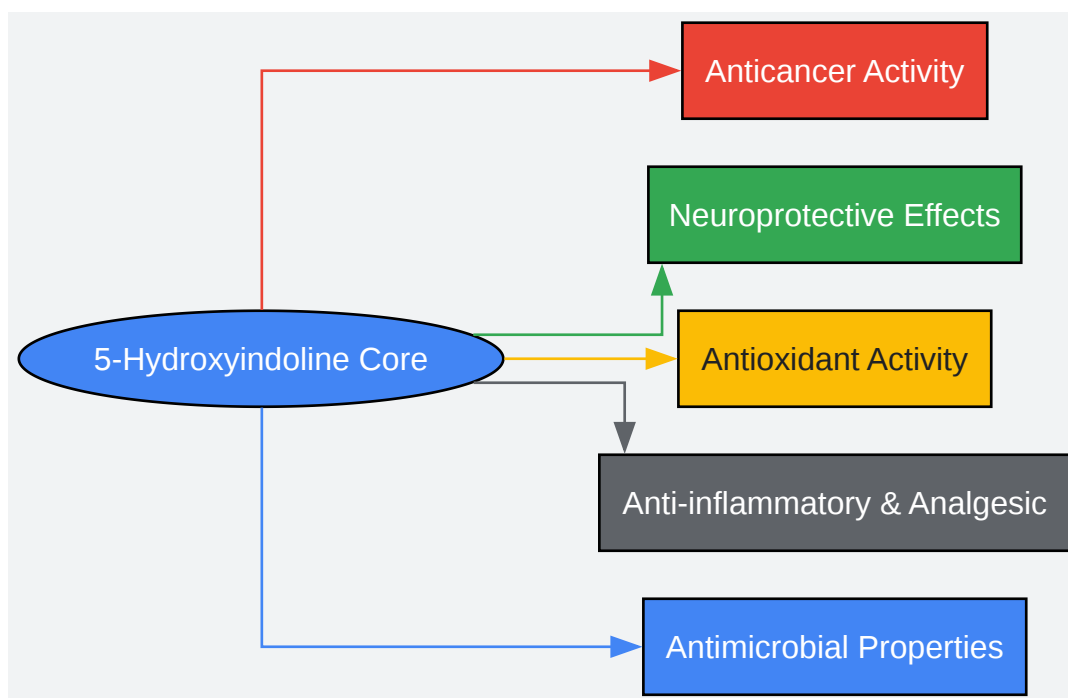 Anticancer Activity
Neuroprotective Effects
5-Hydroxyindoline Core
Antioxidant Activity
Anti-inflammatory & Analgesic
Antimicrobial Properties